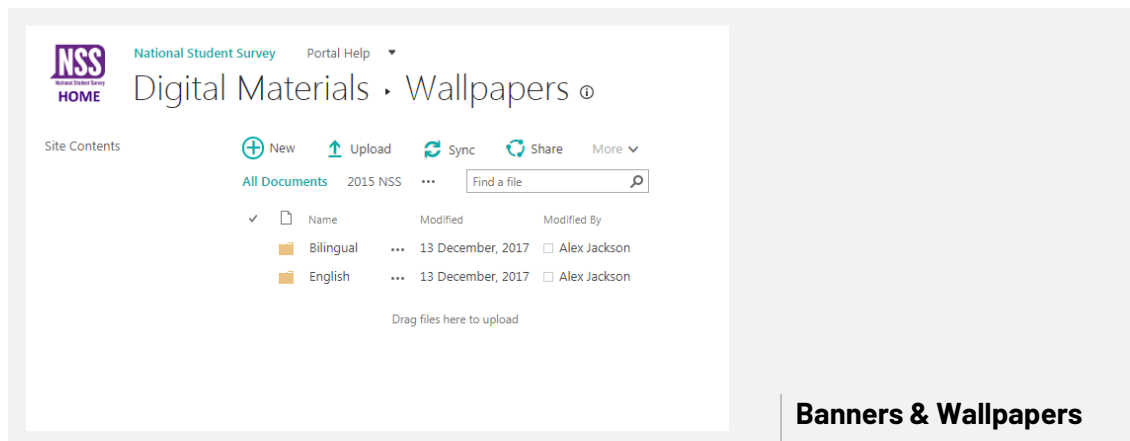 NSS
National Student Survey
HOME
National Student Survey Portal Help
Digital Materials Wallpapers
Site Contents
New Upload Sync Share More
All Documents 2015 NSS ••• Find a file
Name Modified Modified By
Bilingual ••• 13 December, 2017 Alex Jackson
English ••• 13 December, 2017 Alex Jackson
Drag files here to upload
Banners & Wallpapers